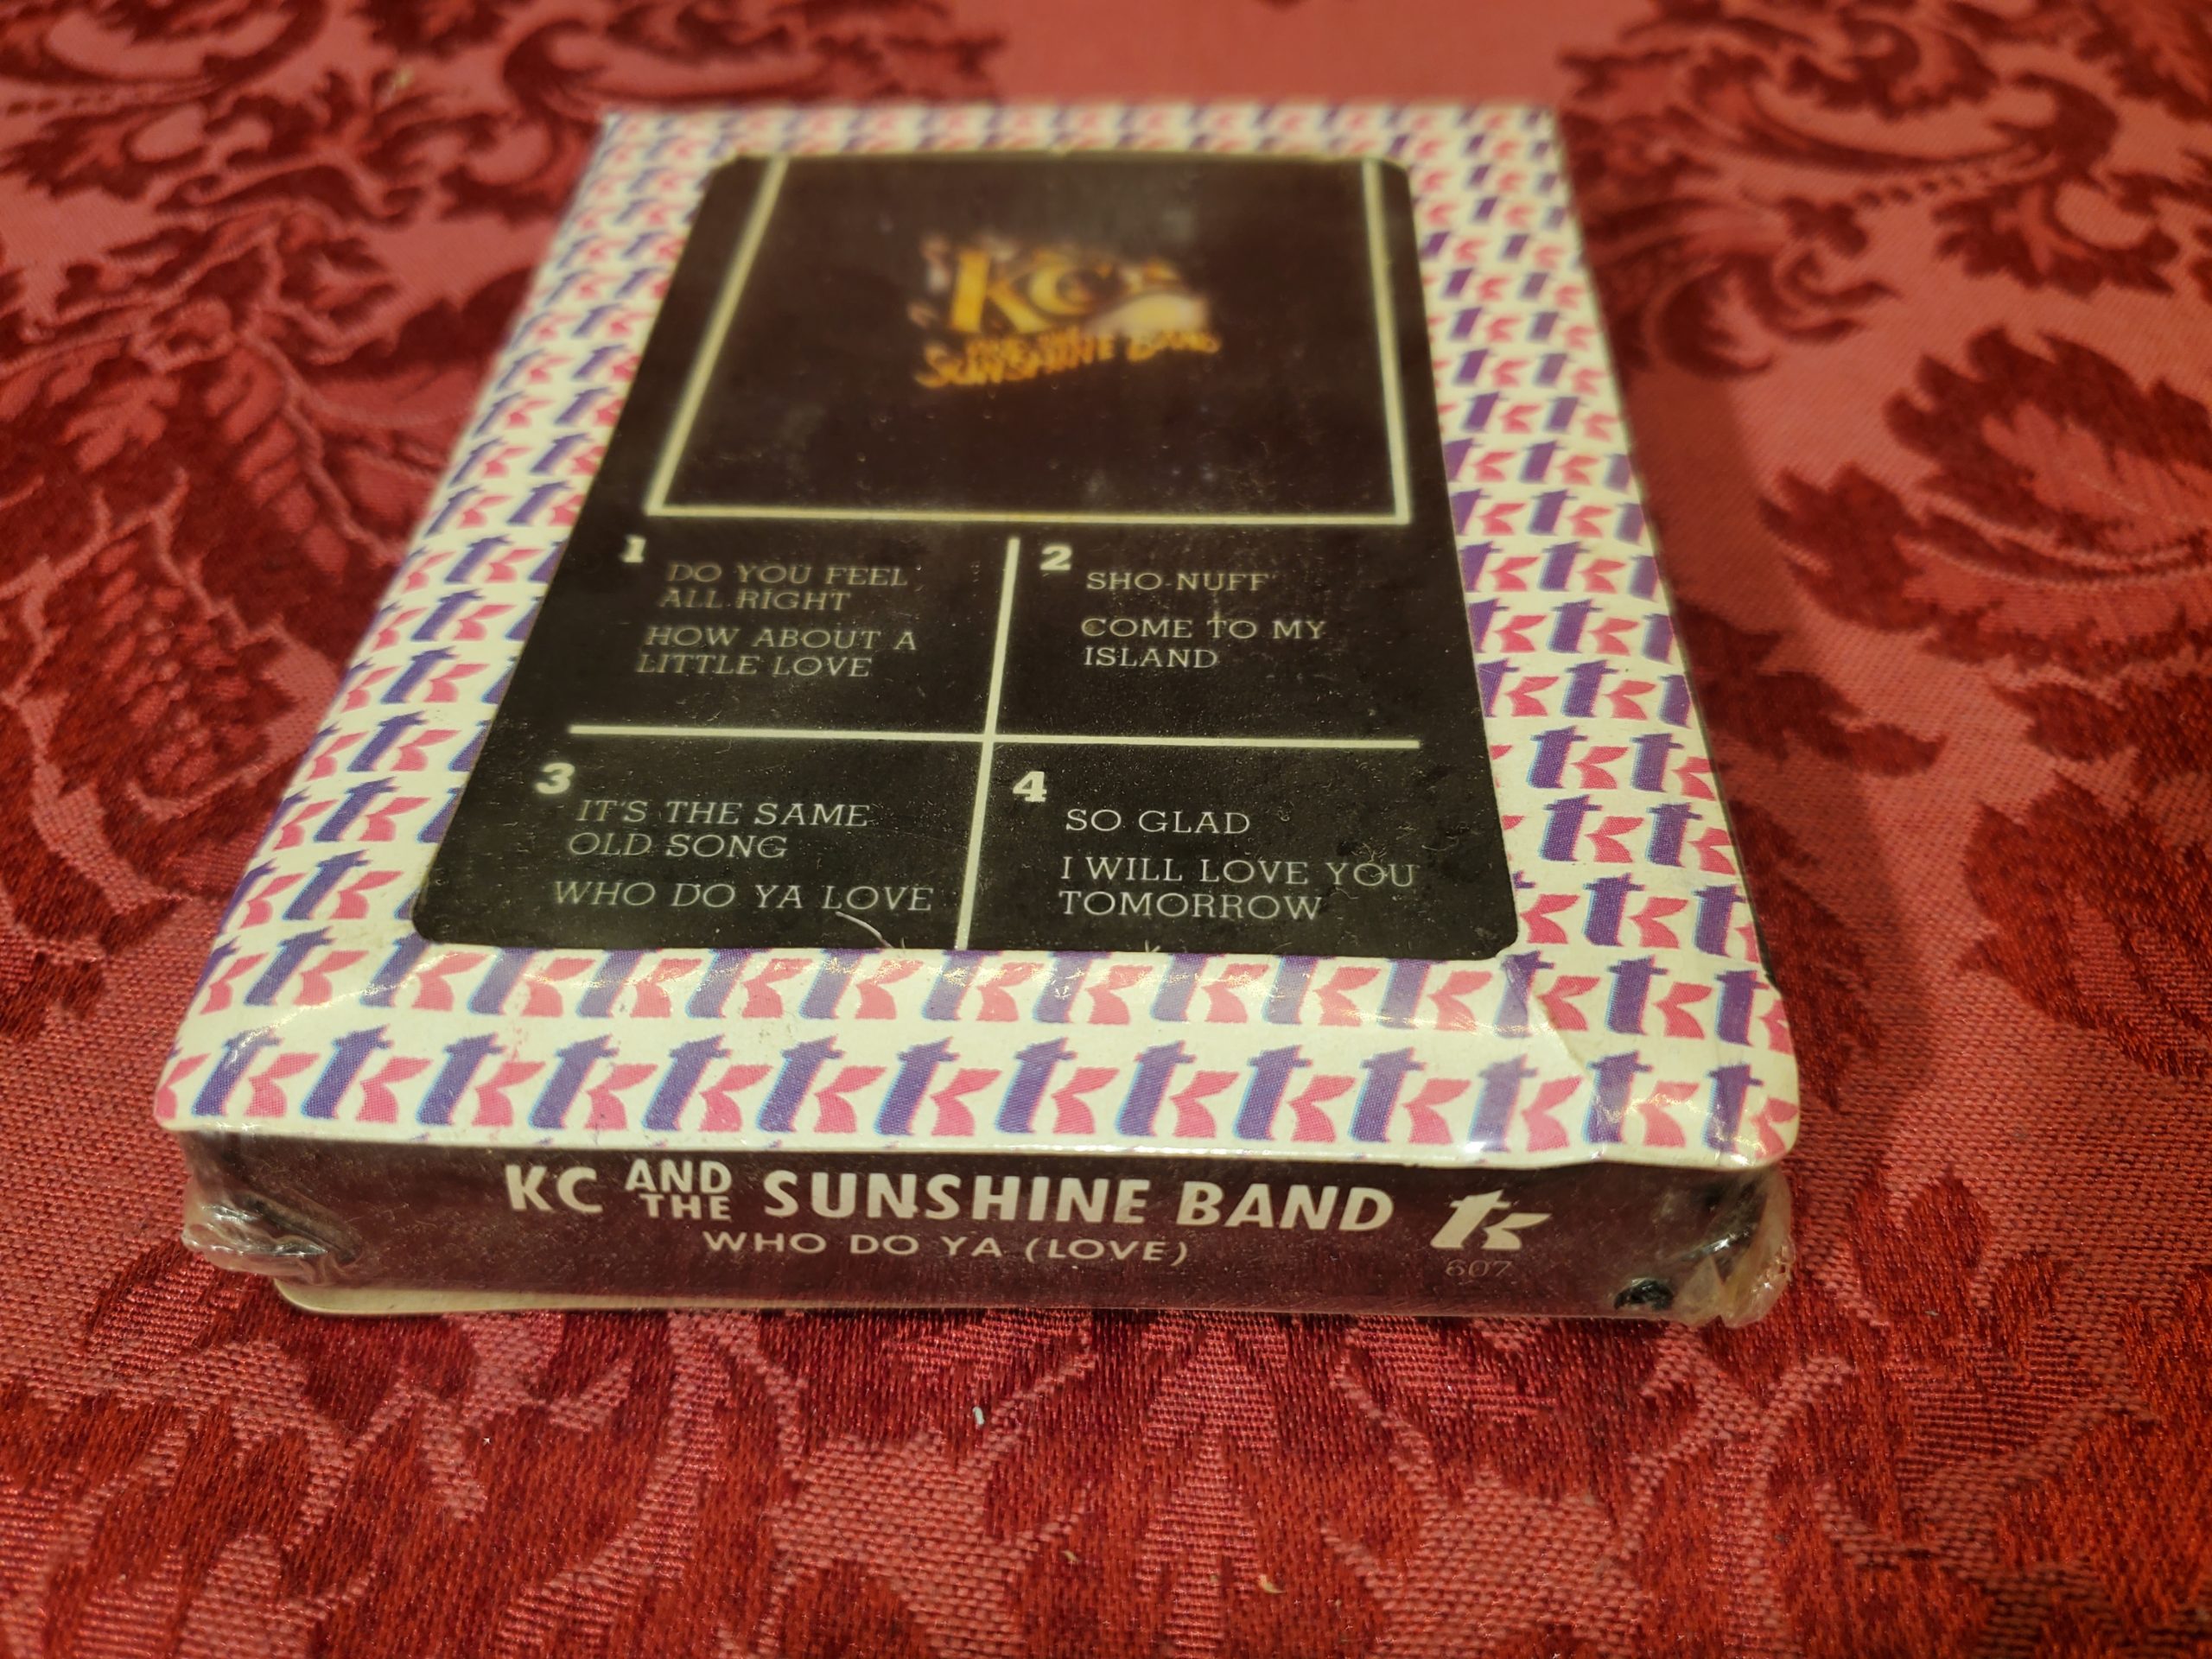 KC
AND THE
SUNSHINE BAND
1
DO YOU FEEL
ALL RIGHT
HOW ABOUT A
LITTLE LOVE
2
SHO-NUFF
COME TO MY
ISLAND
3
IT'S THE SAME
OLD SONG
WHO DO YA LOVE
4
SO GLAD
I WILL LOVE YOU
TOMORROW
KC AND THE SUNSHINE BAND tk
WHO DO YA (LOVE)
607